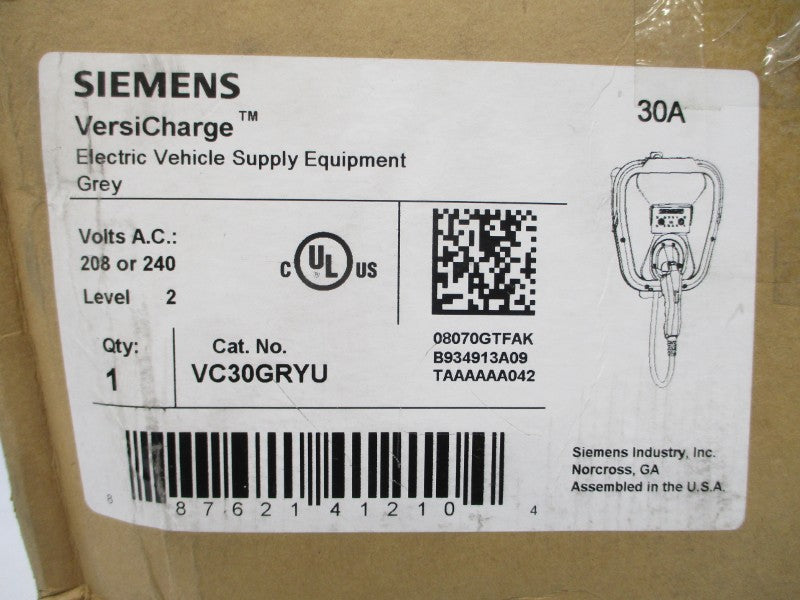 SIEMENS
VersiCharge™
Electric Vehicle Supply Equipment
Grey
30A
Volts A.C.:
208 or 240
Level 2
C UL US
Qty:
1
Cat. No.
VC30GRYU
08070GTFAK
B934913A09
TAAAAAA042
8 87621 41210 4
Siemens Industry, Inc.
Norcross, GA
Assembled in the U.S.A.